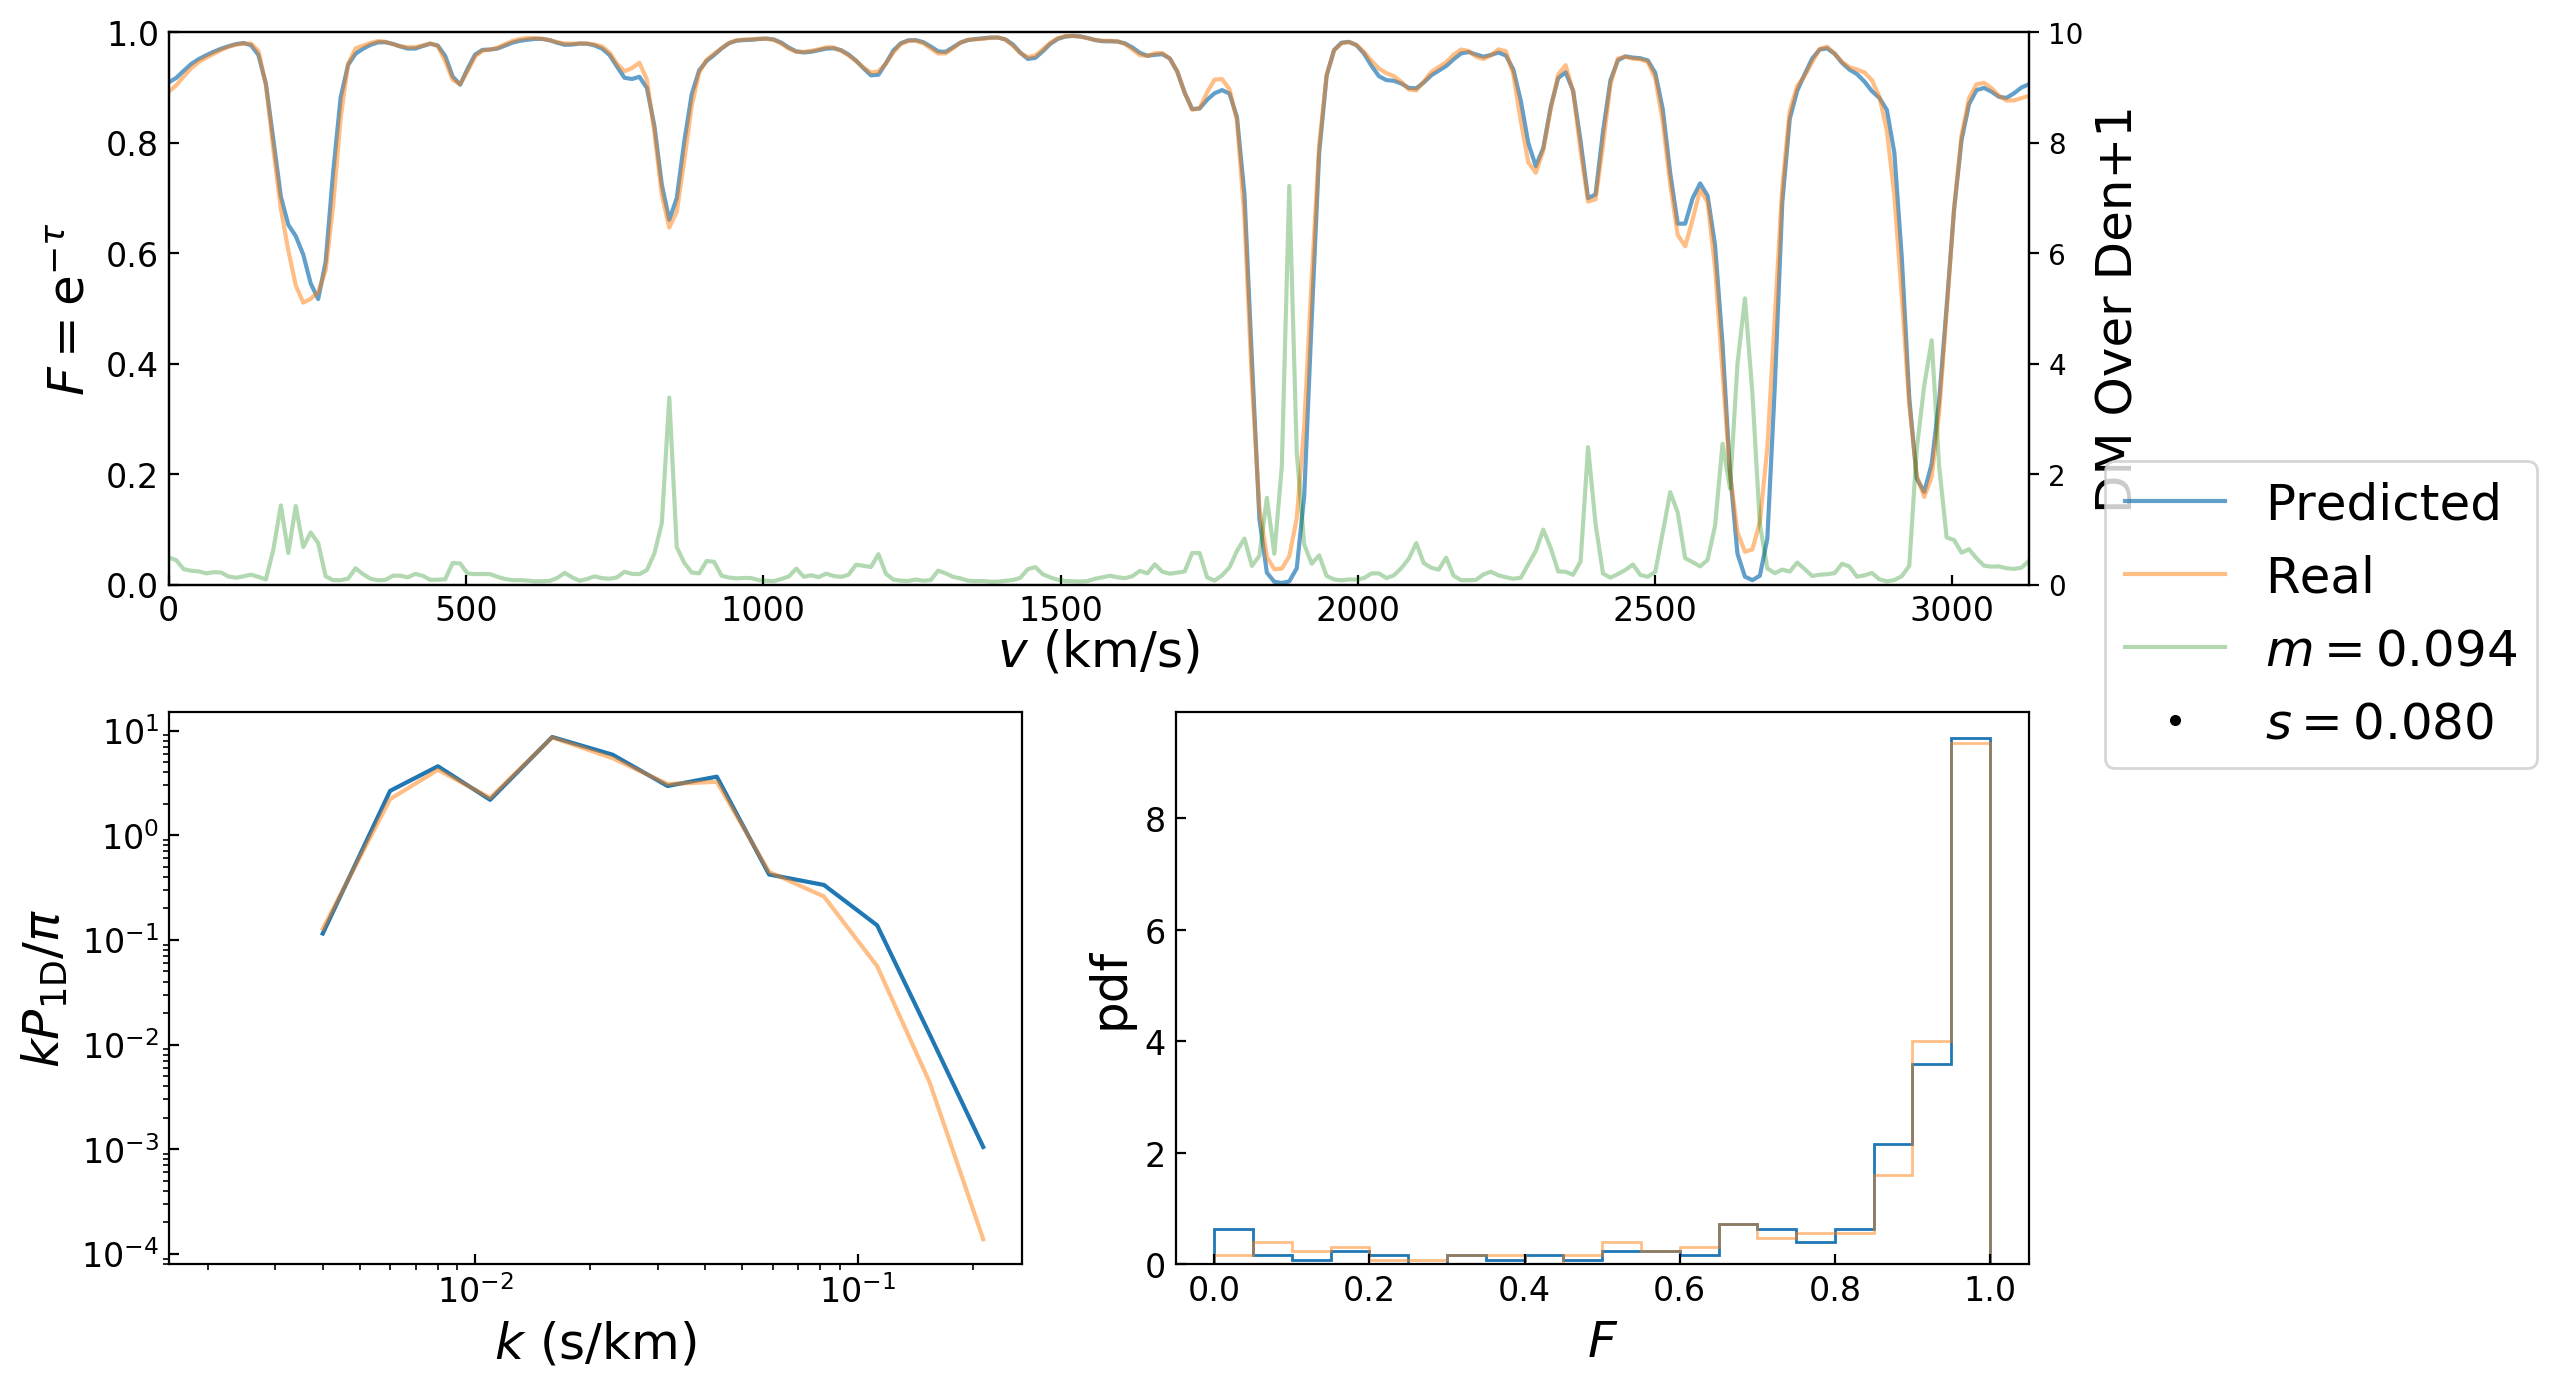 1.0
0.8
0.6
0.4
0.2
0.0
F = e^{−τ}
10
8
6
4
2
0
DM Over Den+1
0 500 1000 1500 2000 2500 3000
v (km/s)
Predicted
Real
m = 0.094
s = 0.080
10^1
10^0
10^{−1}
10^{−2}
10^{−3}
10^{−4}
kP_{1D}/π
10^{−2} 10^{−1}
k (s/km)
8
6
4
2
0
pdf
0.0 0.2 0.4 0.6 0.8 1.0
F